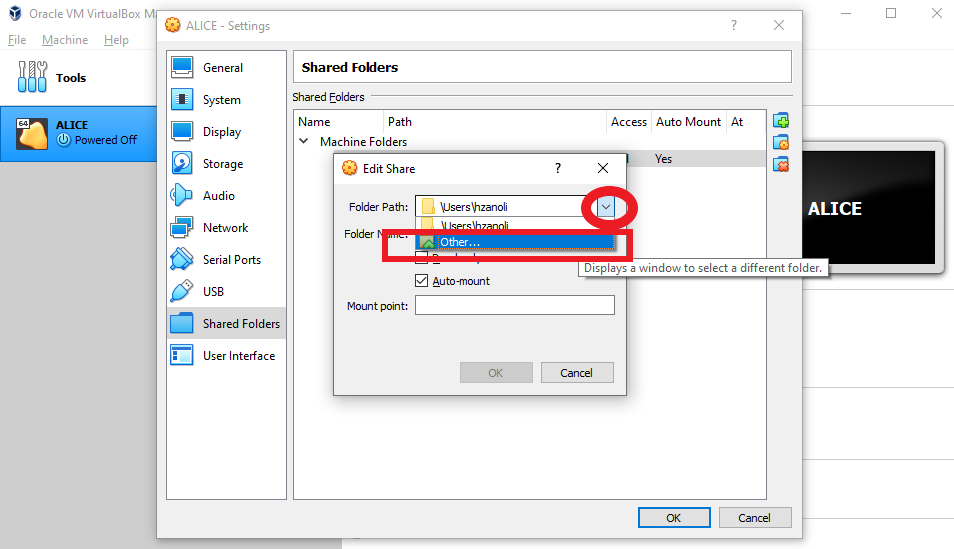 Oracle VM VirtualBox Ma
File Machine Help
Tools
64
ALICE
Powered Off
ALICE - Settings
?
General
System
Display
Storage
Audio
Network
Serial Ports
USB
Shared Folders
User Interface
Shared Folders
Shared Folders
Name Path Access Auto Mount At
Machine Folders
Yes
Edit Share ?
Folder Path: \Users\hzanoli
\Users\hzanoli
Folder Name:
Other...
Displays a window to select a different folder.
Auto-mount
Mount point:
OK Cancel
OK Cancel
ALICE